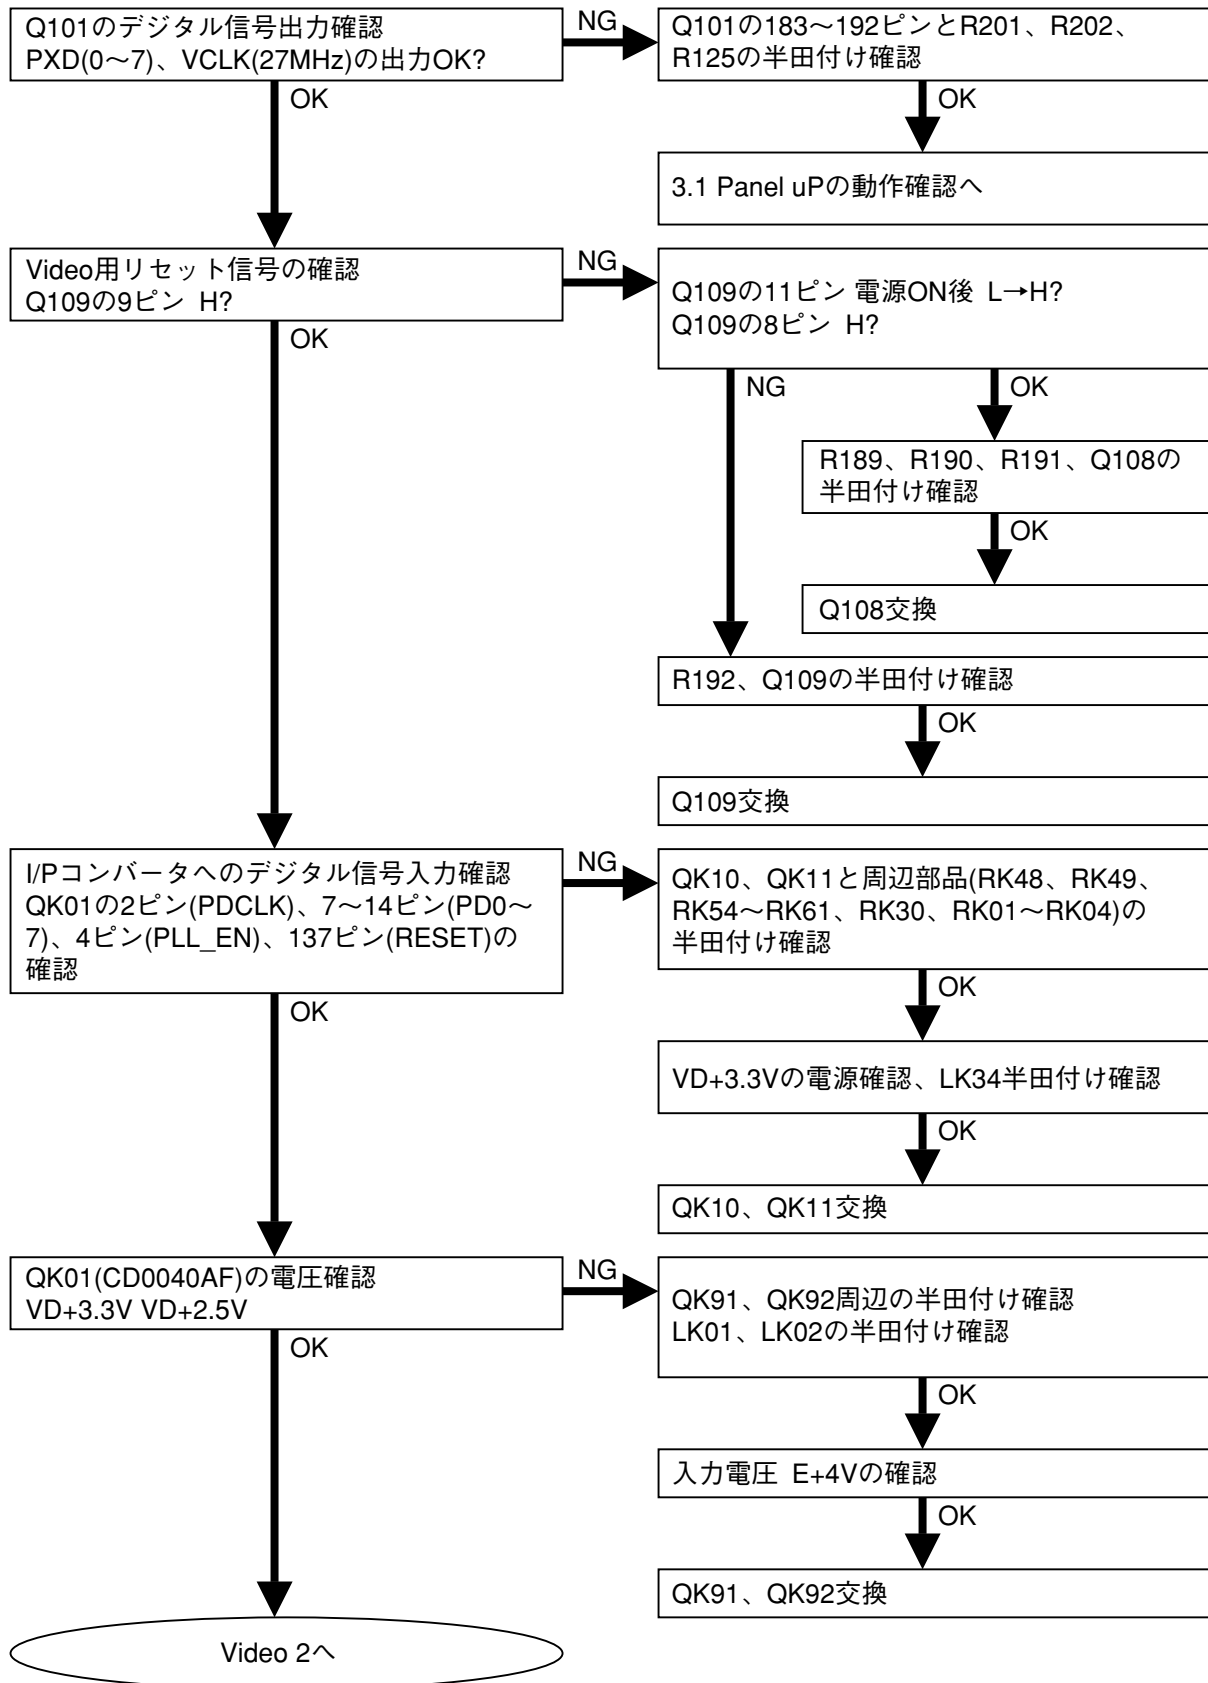 Q101のデジタル信号出力確認
PXD(0～7)、VCLK(27MHz)の出力OK?
NG
Q101の183～192ピンとR201、R202、
R125の半田付け確認
OK
OK
3.1 Panel uPの動作確認へ
Video用リセット信号の確認
Q109の9ピン H?
NG
Q109の11ピン 電源ON後 L→H?
Q109の8ピン H?
OK
NG
OK
R189、R190、R191、Q108の
半田付け確認
OK
Q108交換
R192、Q109の半田付け確認
OK
Q109交換
I/Pコンバータへのデジタル信号入力確認
QK01の2ピン(PDCLK)、7～14ピン(PD0～
7)、4ピン(PLL_EN)、137ピン(RESET)の
確認
NG
QK10、QK11と周辺部品(RK48、RK49、
RK54～RK61、RK30、RK01～RK04)の
半田付け確認
OK
OK
VD+3.3Vの電源確認、LK34半田付け確認
OK
QK10、QK11交換
QK01(CD0040AF)の電圧確認
VD+3.3V VD+2.5V
NG
QK91、QK92周辺の半田付け確認
LK01、LK02の半田付け確認
OK
OK
入力電圧 E+4Vの確認
OK
QK91、QK92交換
Video 2へ